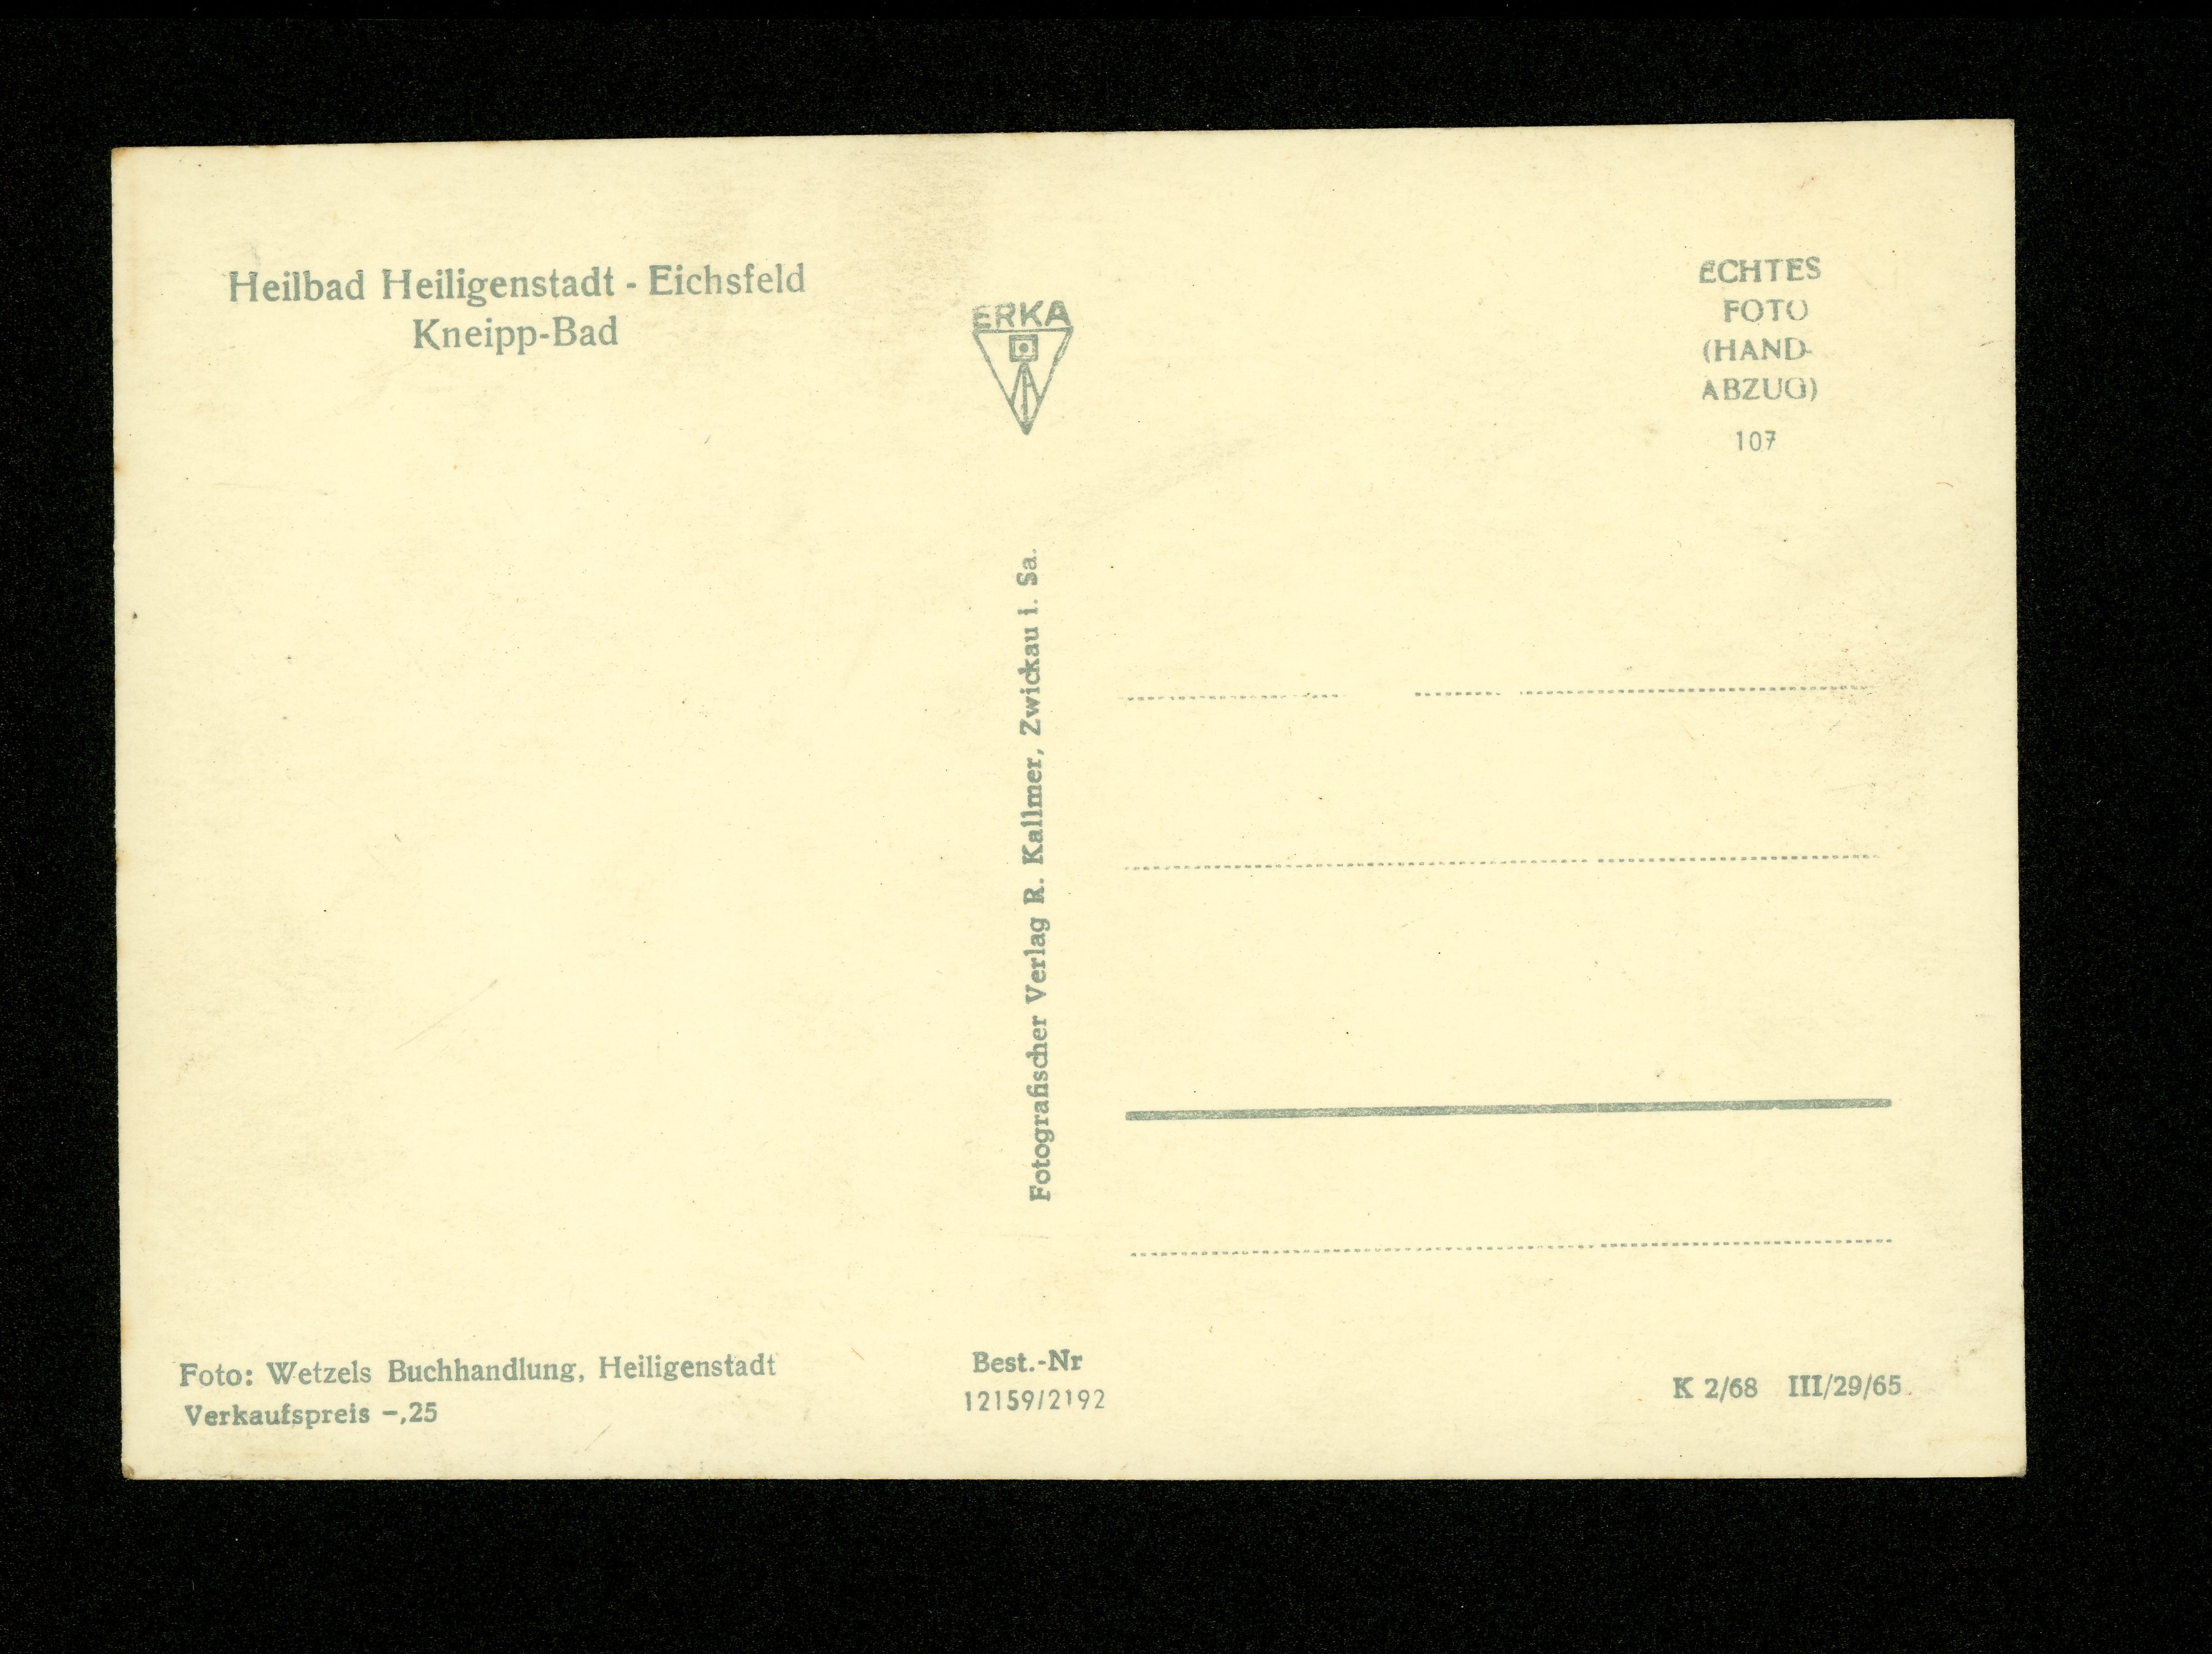 Heilbad Heiligenstadt - Eichsfeld
Kneipp-Bad
ERKA
ECHTES
FOTO
(HAND-
ABZUG)
107
Fotografischer Verlag R. Kallmer, Zwickau i. Sa.
Foto: Wetzels Buchhandlung, Heiligenstadt
Verkaufspreis –,25
Best.-Nr
12159/2192
K 2/68 III/29/65